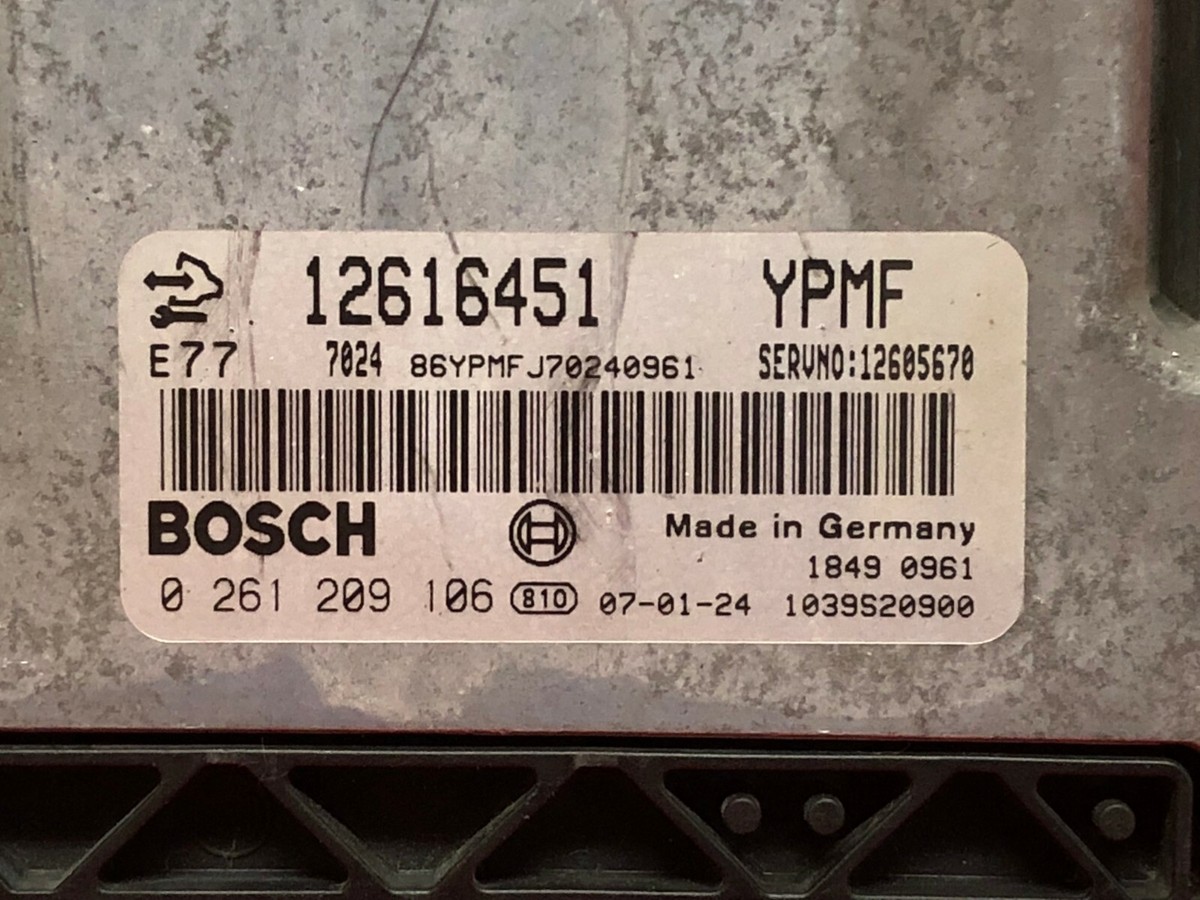 12616451 YPMF
E77 7024 86YPMFJ70240961 SERVNO:12605670
BOSCH Made in Germany
1849 0961
0 261 209 106 810 07-01-24 1039S20900